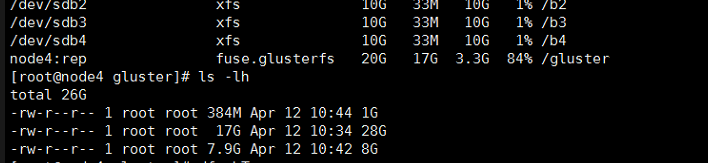 /dev/sdb2 xfs 10G 33M 10G 1% /b2
/dev/sdb3 xfs 10G 33M 10G 1% /b3
/dev/sdb4 xfs 10G 33M 10G 1% /b4
node4:rep fuse.glusterfs 20G 17G 3.3G 84% /gluster
[root@node4 gluster]# ls -lh
total 26G
-rw-r--r-- 1 root root 384M Apr 12 10:44 1G
-rw-r--r-- 1 root root 17G Apr 12 10:34 28G
-rw-r--r-- 1 root root 7.9G Apr 12 10:42 8G